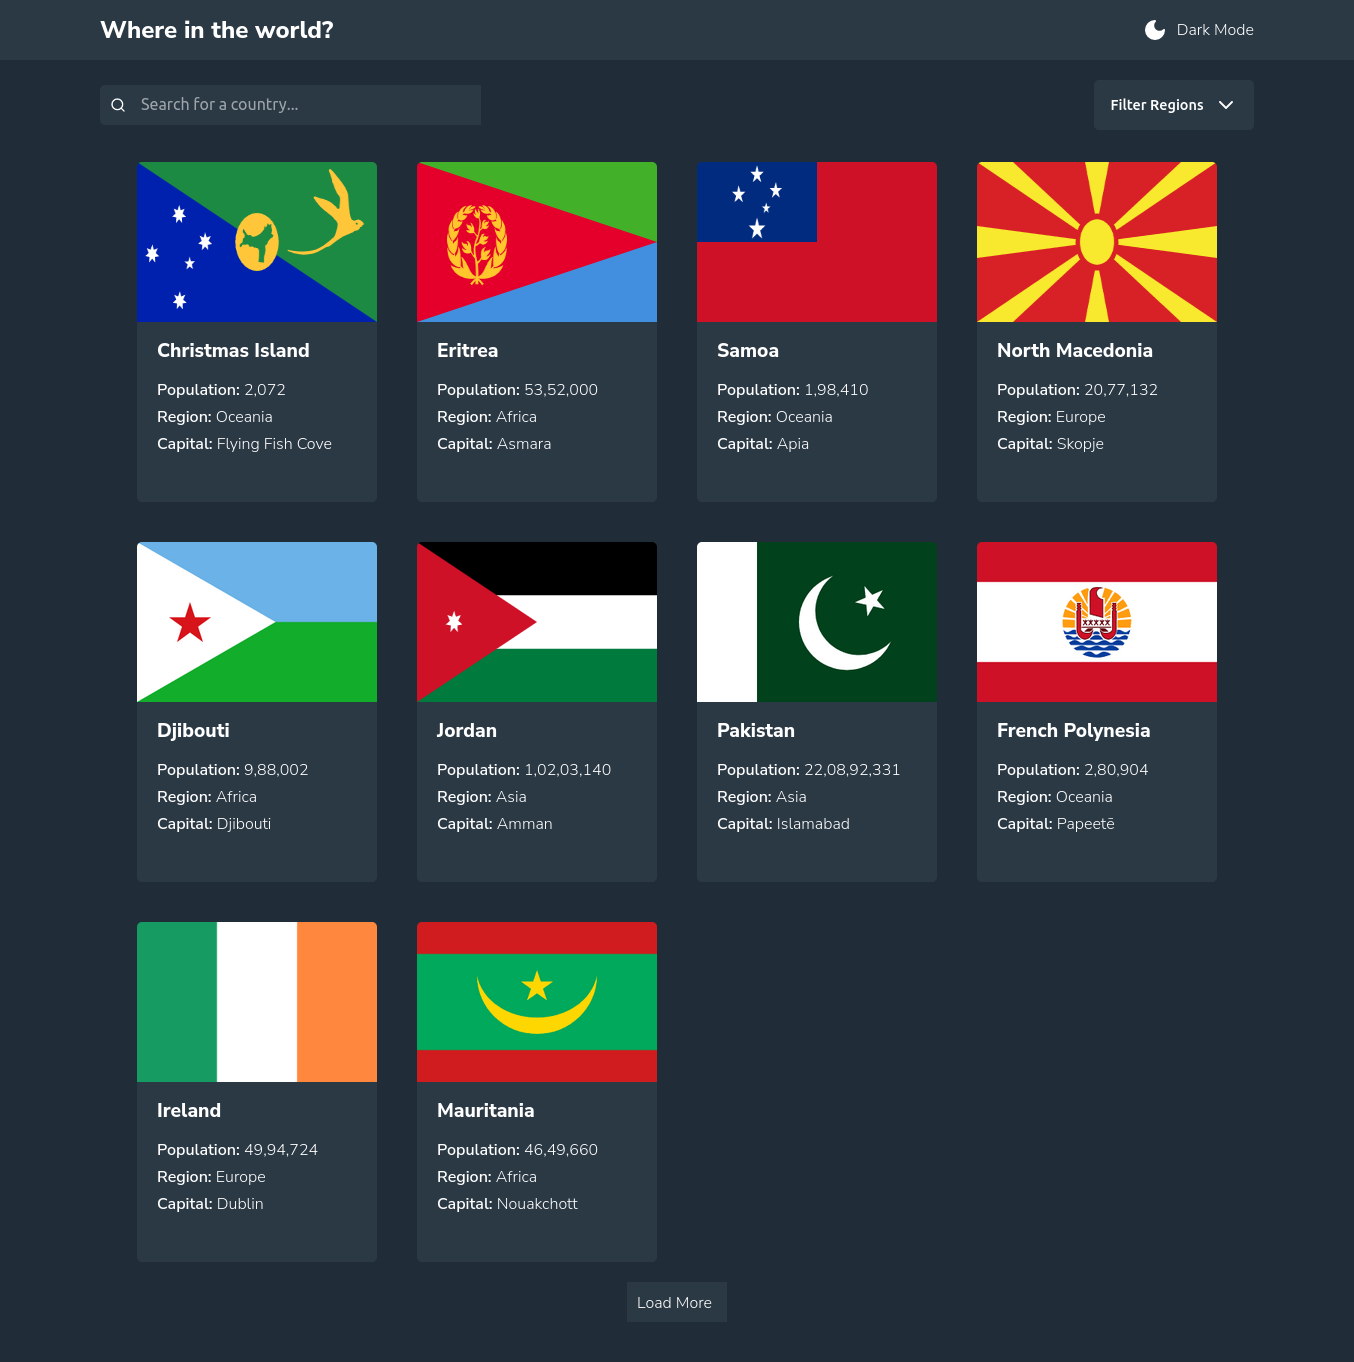 Where in the world?
Dark Mode
Search for a country...
Filter Regions
Christmas Island
Population: 2,072
Region: Oceania
Capital: Flying Fish Cove
Eritrea
Population: 53,52,000
Region: Africa
Capital: Asmara
Samoa
Population: 1,98,410
Region: Oceania
Capital: Apia
North Macedonia
Population: 20,77,132
Region: Europe
Capital: Skopje
Djibouti
Population: 9,88,002
Region: Africa
Capital: Djibouti
Jordan
Population: 1,02,03,140
Region: Asia
Capital: Amman
Pakistan
Population: 22,08,92,331
Region: Asia
Capital: Islamabad
French Polynesia
Population: 2,80,904
Region: Oceania
Capital: Papeetē
Ireland
Population: 49,94,724
Region: Europe
Capital: Dublin
Mauritania
Population: 46,49,660
Region: Africa
Capital: Nouakchott
Load More